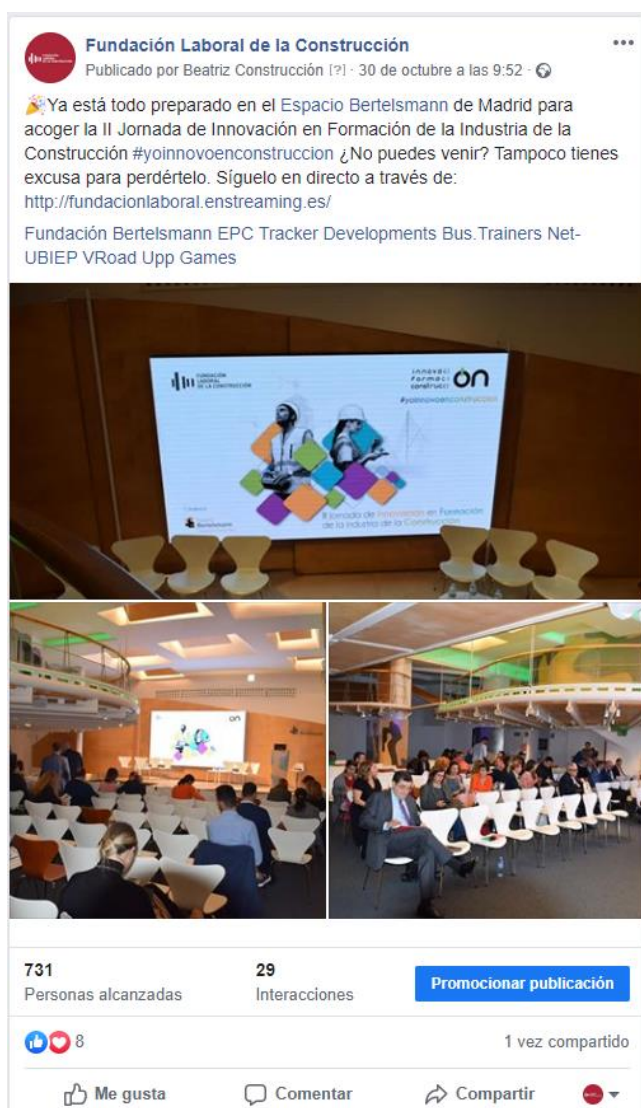 Fundación Laboral de la Construcción
Publicado por Beatriz Construcción [?] · 30 de octubre a las 9:52 ·
Ya está todo preparado en el Espacio Bertelsmann de Madrid para
acoger la II Jornada de Innovación en Formación de la Industria de la
Construcción #yoinnovoenconstruccion ¿No puedes venir? Tampoco tienes
excusa para perdértelo. Síguelo en directo a través de:
http://fundacionlaboral.enstreaming.es/
Fundación Bertelsmann EPC Tracker Developments Bus.Trainers Net-
UBIEP VRoad Upp Games
FUNDACIÓN
LABORAL
DE LA CONSTRUCCIÓN
innovaci
formaci
construcci
ón
#yoinnovoenconstruccion
Bertelsmann
II Jornada de Innovación en Formación
de la Industria de la Construcción
ón
731
Personas alcanzadas
29
Interacciones
Promocionar publicación
8
1 vez compartido
Me gusta
Comentar
Compartir